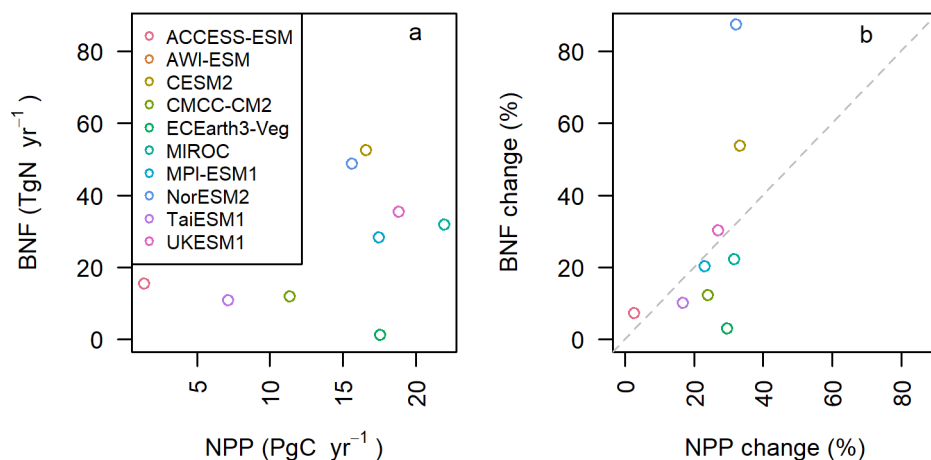 a
ACCESS-ESM
AWI-ESM
CESM2
CMCC-CM2
ECEarth3-Veg
MIROC
MPI-ESM1
NorESM2
TaiESM1
UKESM1
BNF (TgN yr⁻¹)
0
20
40
60
80
5
10
15
20
NPP (PgC yr⁻¹)
b
BNF change (%)
0
20
40
60
80
0
20
40
60
80
NPP change (%)